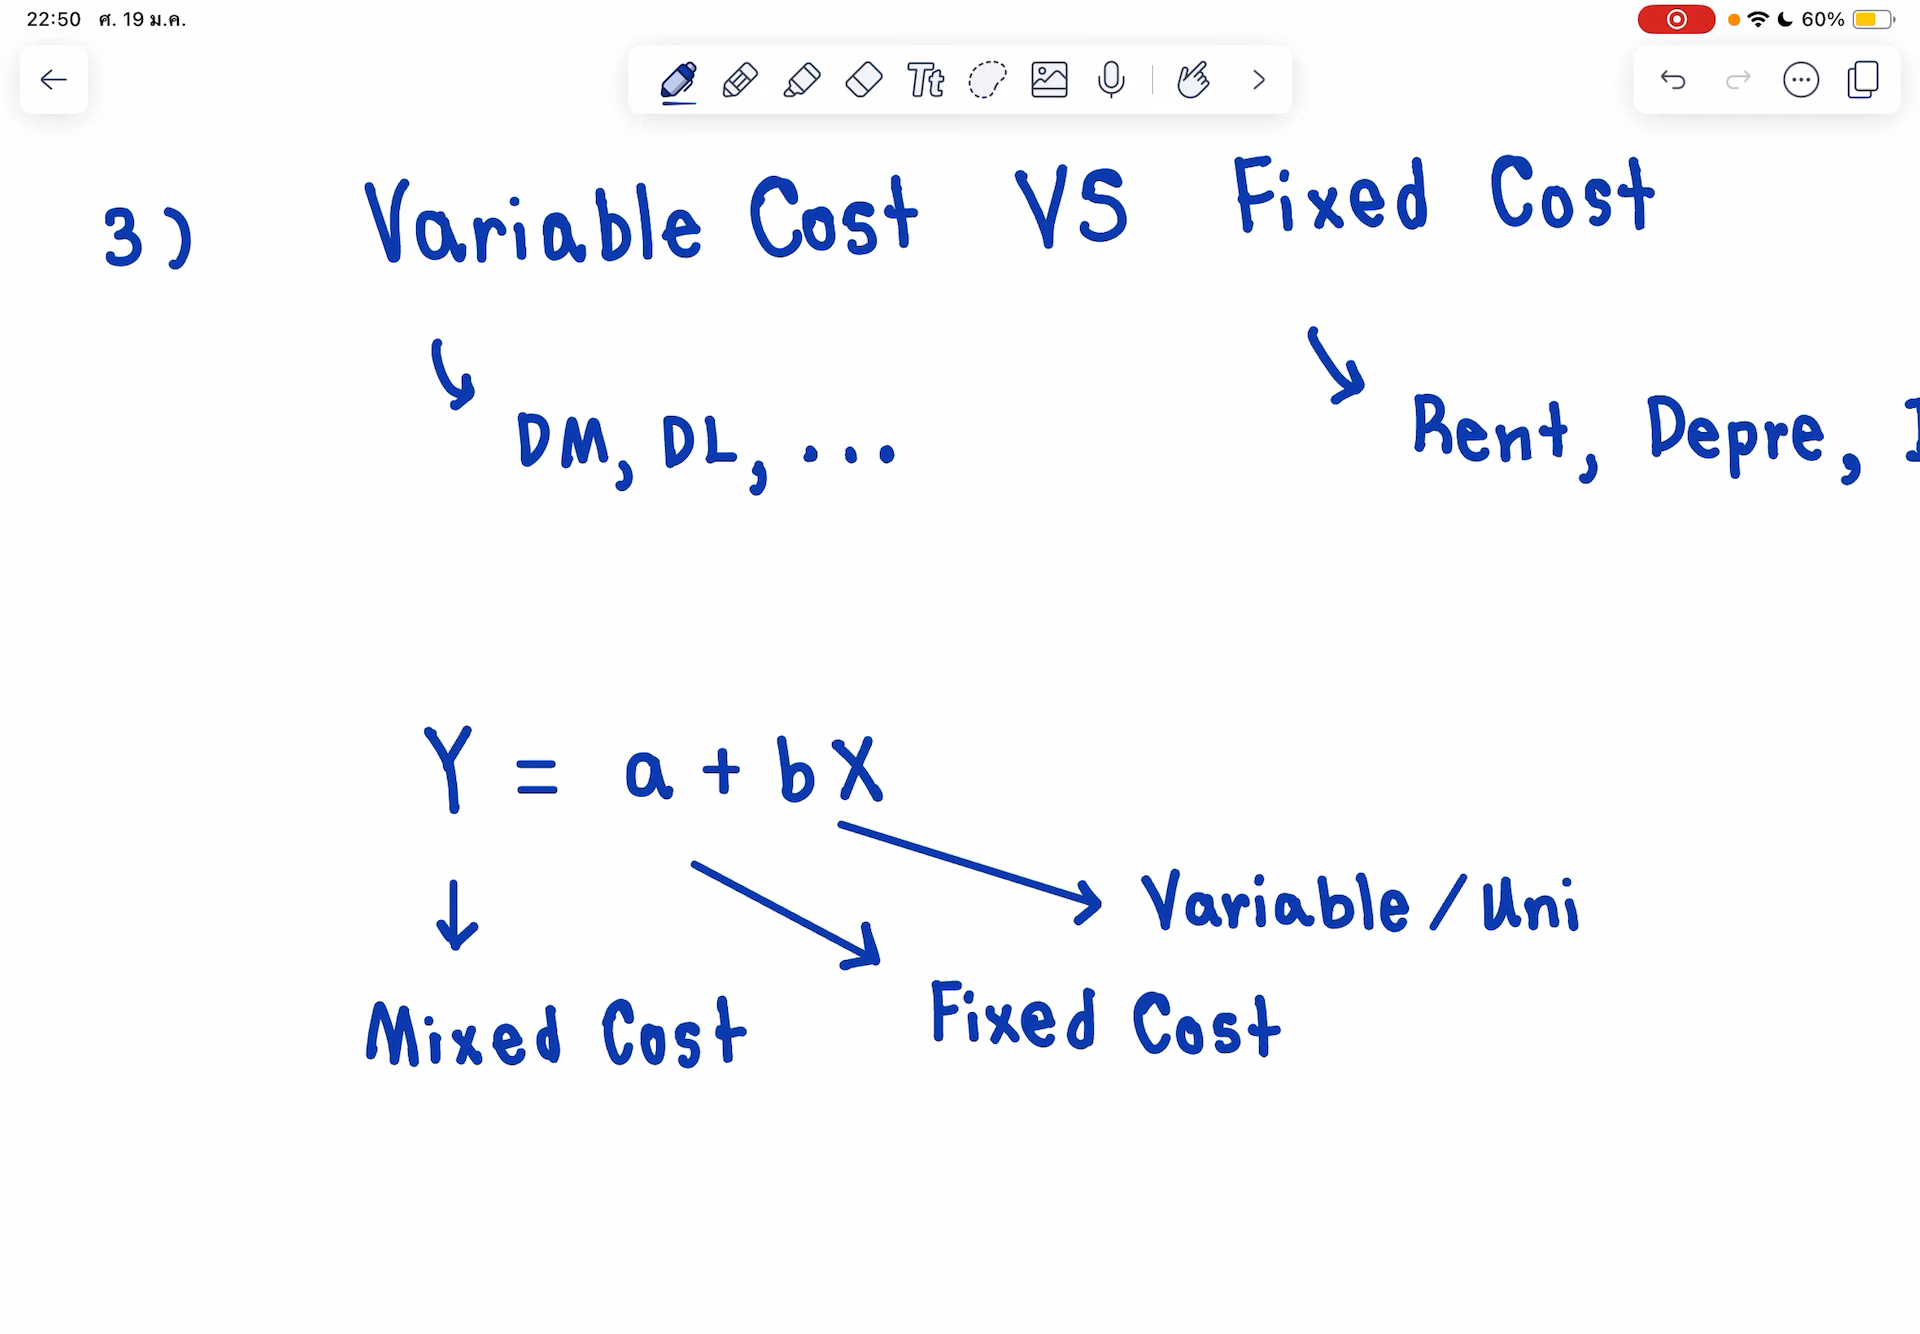 22:50 ศ. 19 ม.ค.
60%
Tt
3) Variable Cost VS Fixed Cost
DM, DL, ...
Rent, Depre,
Y = a + bX
Variable / Uni
Mixed Cost
Fixed Cost